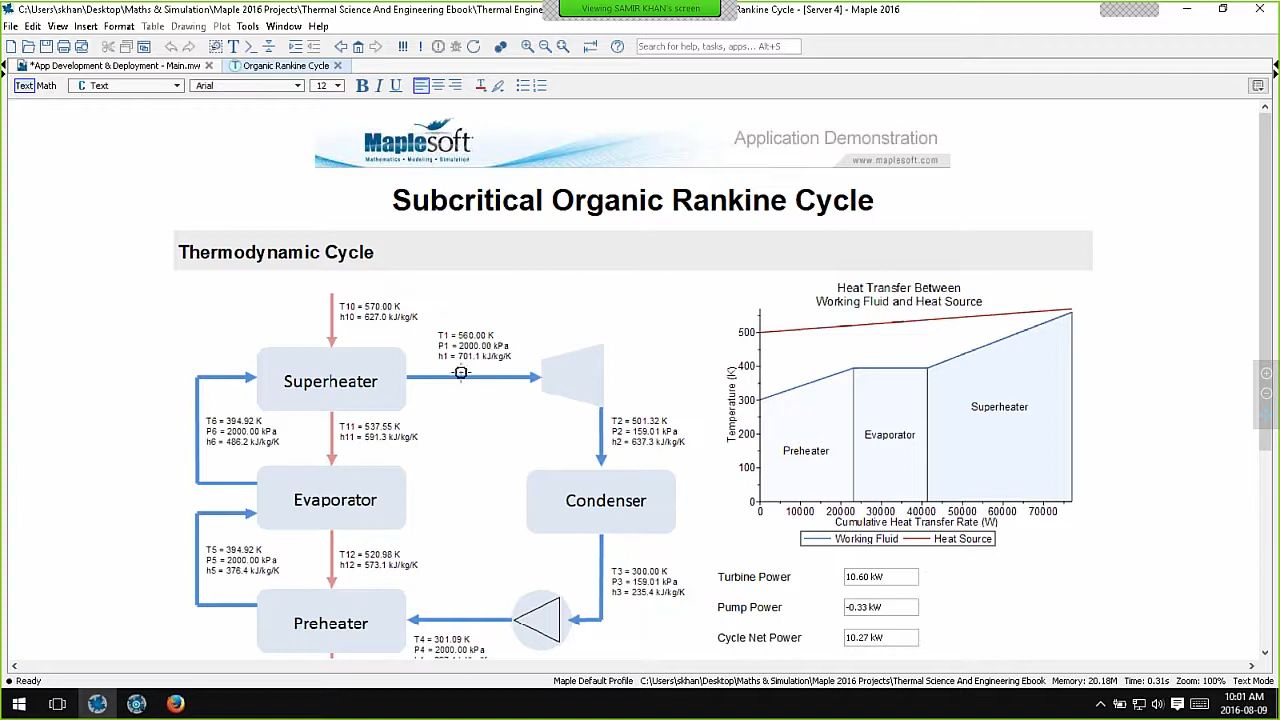 C:\Users\skhan\Desktop\Maths & Simulation\Maple 2016 Projects\Thermal Science And Engineering Ebook\Thermal Engine
Viewing SAMIR KHAN's screen
Rankine Cycle - [Server 4] - Maple 2016
File Edit View Insert Format Table Drawing Plot Tools Window Help
Search for help, tasks, apps... Alt+S
*App Development & Deployment - Main.mw
Organic Rankine Cycle
Text Math
C Text
Arial
12
B I U
Maplesoft
Mathematics • Modeling • Simulation
Application Demonstration
www.maplesoft.com
Subcritical Organic Rankine Cycle
Thermodynamic Cycle
T10 = 570.00 K
h10 = 627.0 kJ/kg/K
T1 = 560.00 K
P1 = 2000.00 kPa
h1 = 701.1 kJ/kg/K
Superheater
T6 = 394.92 K
P6 = 2000.00 kPa
h6 = 486.2 kJ/kg/K
T11 = 537.55 K
h11 = 591.3 kJ/kg/K
T2 = 501.32 K
P2 = 159.01 kPa
h2 = 637.3 kJ/kg/K
Evaporator
Condenser
T5 = 394.92 K
P5 = 2000.00 kPa
h5 = 376.4 kJ/kg/K
T12 = 520.98 K
h12 = 573.1 kJ/kg/K
T3 = 300.00 K
P3 = 159.01 kPa
h3 = 235.4 kJ/kg/K
Preheater
T4 = 301.09 K
P4 = 2000.00 kPa
Heat Transfer Between
Working Fluid and Heat Source
Temperature (K)
500
400
300
200
100
0
Preheater
Evaporator
Superheater
0 10000 20000 30000 40000 50000 60000 70000
Cumulative Heat Transfer Rate (W)
Working Fluid Heat Source
Turbine Power 10.60 kW
Pump Power -0.33 kW
Cycle Net Power 10.27 kW
Ready
Maple Default Profile C:\Users\skhan\Desktop\Maths & Simulation\Maple 2016 Projects\Thermal Science And Engineering Ebook Memory: 20.18M Time: 0.31s Zoom: 100% Text Mode
10:01 AM
2016-08-09